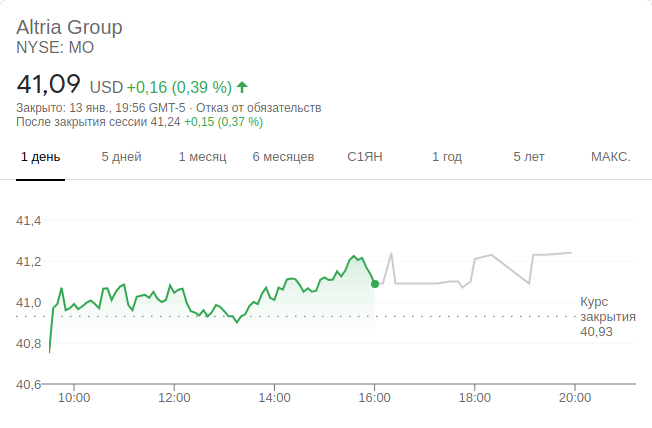 Altria Group
NYSE: MO
41,09 USD +0,16 (0,39 %)
Закрыто: 13 янв., 19:56 GMT-5 · Отказ от обязательств
После закрытия сессии 41,24 +0,15 (0,37 %)
1 день 5 дней 1 месяц 6 месяцев С1ЯН 1 год 5 лет МАКС.
41,4
41,2
41,0
40,8
40,6
Курс
закрытия
40,93
10:00 12:00 14:00 16:00 18:00 20:00